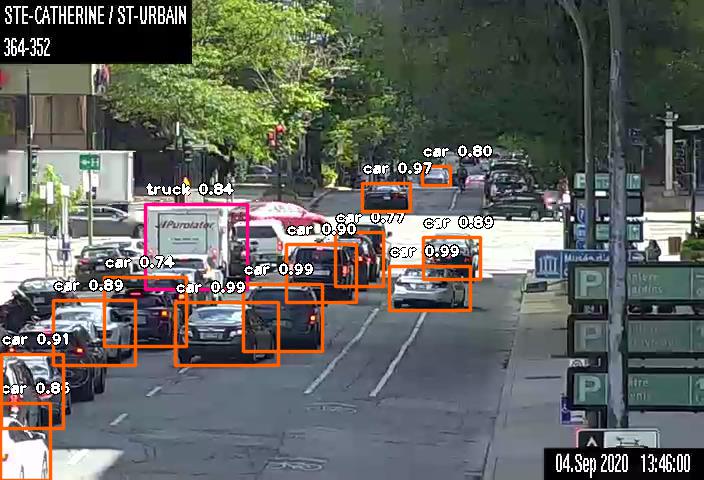 STE-CATHERINE / ST-URBAIN
364-352
car 0.80
car 0.97
truck 0.84
Purolator
car 0.77
car 0.89
car 0.90
car 0.99
car 0.74
car 0.99
car 0.89
car 0.99
car 0.91
car 0.85
P
P
P
04.Sep 2020 13:46:00